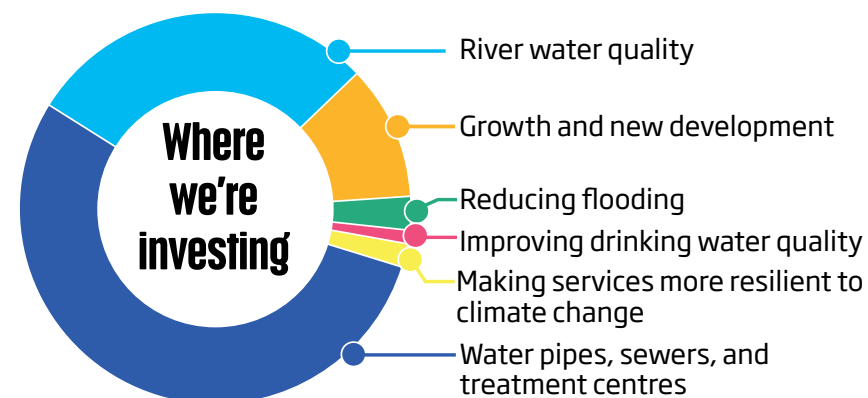 Where
we're
investing
River water quality
Growth and new development
Reducing flooding
Improving drinking water quality
Making services more resilient to
climate change
Water pipes, sewers, and
treatment centres